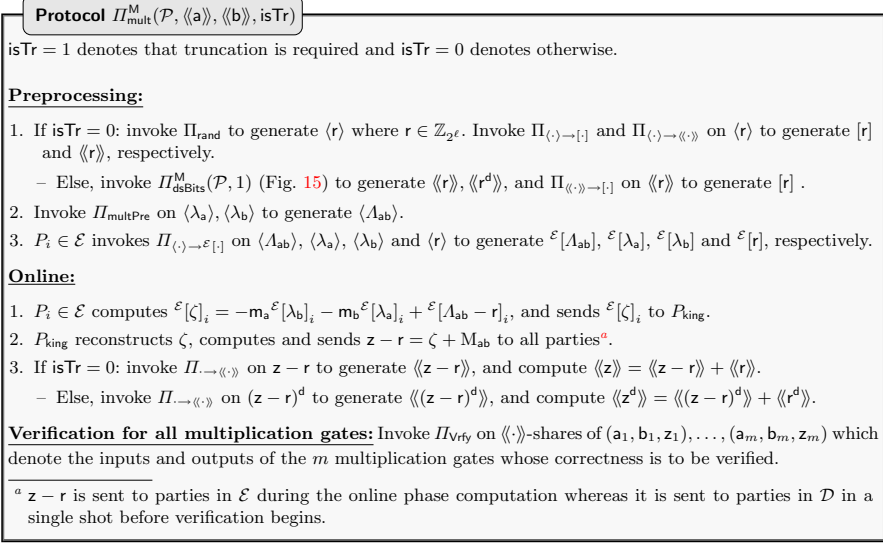 Protocol Π^M_mult(𝒫, ⟪a⟫, ⟪b⟫, isTr)
isTr = 1 denotes that truncation is required and isTr = 0 denotes otherwise.
Preprocessing:
1. If isTr = 0: invoke Π_rand to generate ⟨r⟩ where r ∈ ℤ_{2^ℓ}. Invoke Π_{⟨·⟩→[·]} and Π_{⟨·⟩→⟪·⟫} on ⟨r⟩ to generate [r]
and ⟪r⟫, respectively.
– Else, invoke Π^M_dsBits(𝒫, 1) (Fig. 15) to generate ⟪r⟫, ⟪r^d⟫, and Π_{⟪·⟫→[·]} on ⟪r⟫ to generate [r] .
2. Invoke Π_multPre on ⟨λ_a⟩, ⟨λ_b⟩ to generate ⟨Λ_ab⟩.
3. P_i ∈ ℰ invokes Π_{⟨·⟩→^ℰ[·]} on ⟨Λ_ab⟩, ⟨λ_a⟩, ⟨λ_b⟩ and ⟨r⟩ to generate ^ℰ[Λ_ab], ^ℰ[λ_a], ^ℰ[λ_b] and ^ℰ[r], respectively.
Online:
1. P_i ∈ ℰ computes ^ℰ[ζ]_i = −m_a ^ℰ[λ_b]_i − m_b ^ℰ[λ_a]_i + ^ℰ[Λ_ab − r]_i, and sends ^ℰ[ζ]_i to P_king.
2. P_king reconstructs ζ, computes and sends z − r = ζ + M_ab to all parties^a.
3. If isTr = 0: invoke Π_{·→⟪·⟫} on z − r to generate ⟪z − r⟫, and compute ⟪z⟫ = ⟪z − r⟫ + ⟪r⟫.
– Else, invoke Π_{·→⟪·⟫} on (z − r)^d to generate ⟪(z − r)^d⟫, and compute ⟪z^d⟫ = ⟪(z − r)^d⟫ + ⟪r^d⟫.
Verification for all multiplication gates: Invoke Π_Vrfy on ⟪·⟫-shares of (a_1, b_1, z_1), . . . , (a_m, b_m, z_m) which
denote the inputs and outputs of the m multiplication gates whose correctness is to be verified.
^a z − r is sent to parties in ℰ during the online phase computation whereas it is sent to parties in 𝒟 in a
single shot before verification begins.